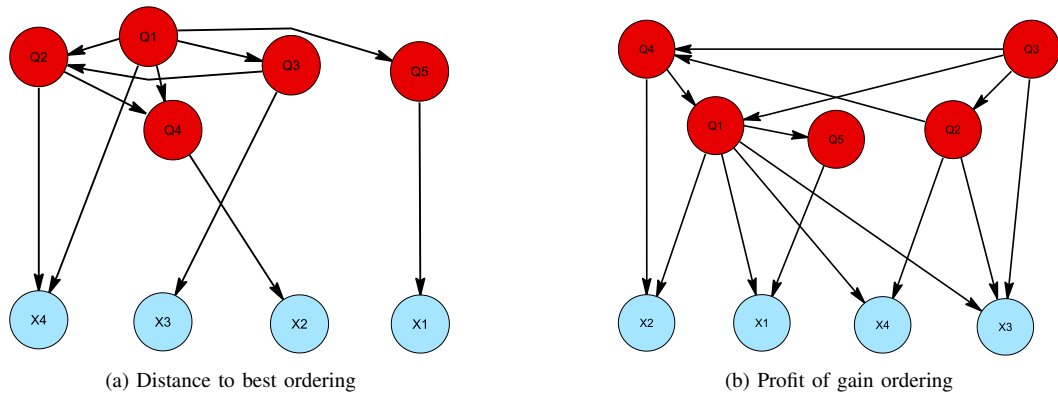 Q1
Q2
Q3
Q5
Q4
X4
X3
X2
X1
(a) Distance to best ordering
Q4
Q3
Q1
Q2
Q5
X2
X1
X4
X3
(b) Profit of gain ordering